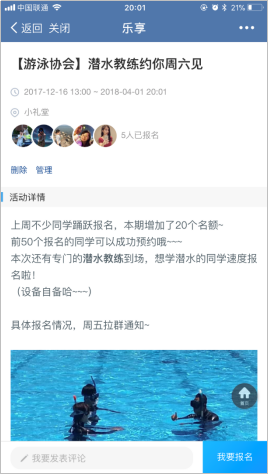 中国联通 20:01 21%
返回 关闭 乐享
【游泳协会】潜水教练约你周六见
2017-12-16 13:00 ~ 2018-04-01 20:01
小礼堂
5人已报名
删除 管理
活动详情
上周不少同学踊跃报名，本期增加了20个名额~
前50个报名的同学可以成功预约哦~~~
本次还有专门的潜水教练到场，想学潜水的同学速度报
名啦！
（设备自备哈~~~）
具体报名情况，周五拉群通知~
首页
我要发表评论 我要报名